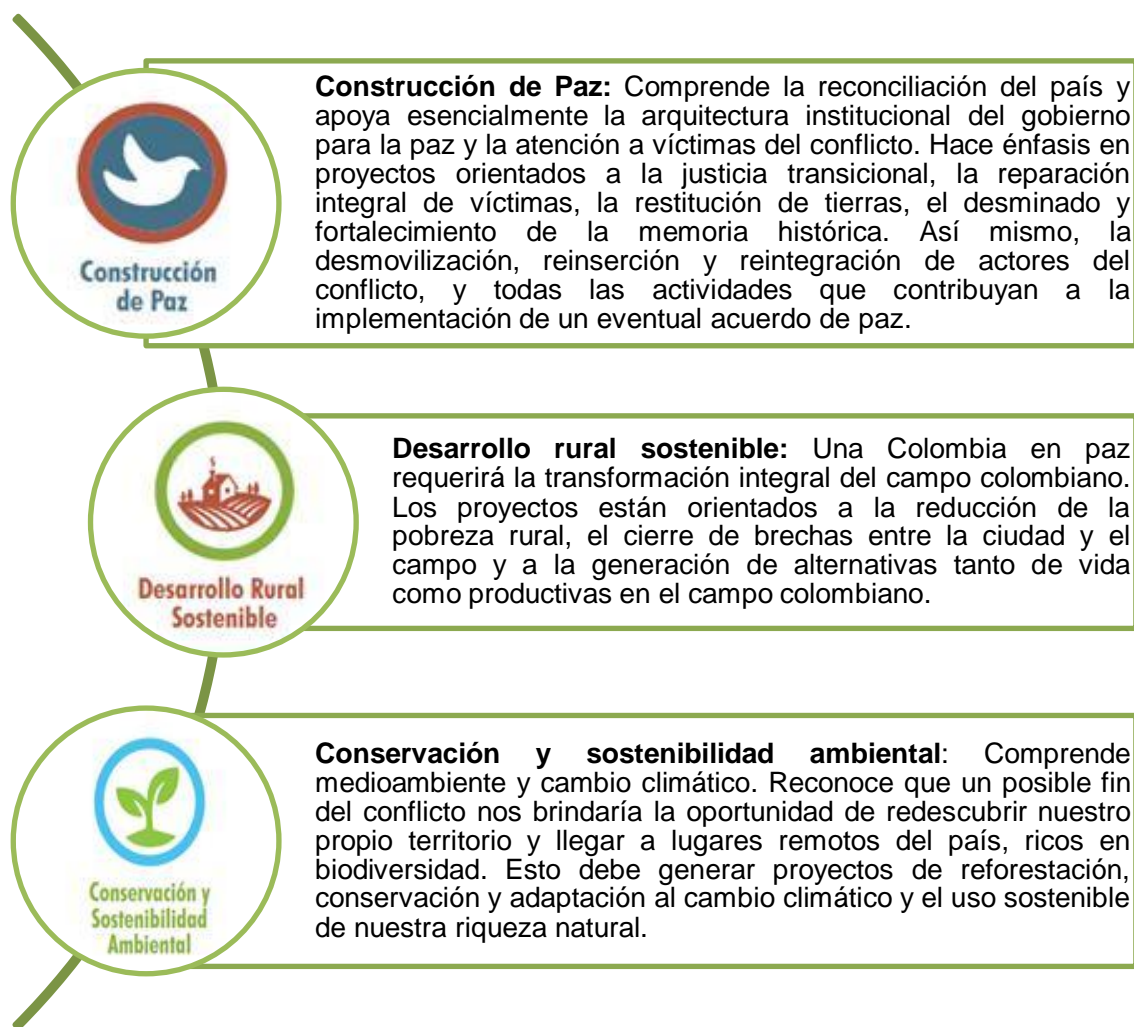 Construcción de Paz: Comprende la reconciliación del país y
apoya esencialmente la arquitectura institucional del gobierno
para la paz y la atención a víctimas del conflicto. Hace énfasis en
proyectos orientados a la justicia transicional, la reparación
integral de víctimas, la restitución de tierras, el desminado y
fortalecimiento de la memoria histórica. Así mismo, la
desmovilización, reinserción y reintegración de actores del
conflicto, y todas las actividades que contribuyan a la
implementación de un eventual acuerdo de paz.
Construcción
de Paz
Desarrollo rural sostenible: Una Colombia en paz
requerirá la transformación integral del campo colombiano.
Los proyectos están orientados a la reducción de la
pobreza rural, el cierre de brechas entre la ciudad y el
campo y a la generación de alternativas tanto de vida
como productivas en el campo colombiano.
Desarrollo Rural
Sostenible
Conservación y sostenibilidad ambiental: Comprende
medioambiente y cambio climático. Reconoce que un posible fin
del conflicto nos brindaría la oportunidad de redescubrir nuestro
propio territorio y llegar a lugares remotos del país, ricos en
biodiversidad. Esto debe generar proyectos de reforestación,
conservación y adaptación al cambio climático y el uso sostenible
de nuestra riqueza natural.
Conservación y
Sostenibilidad
Ambiental